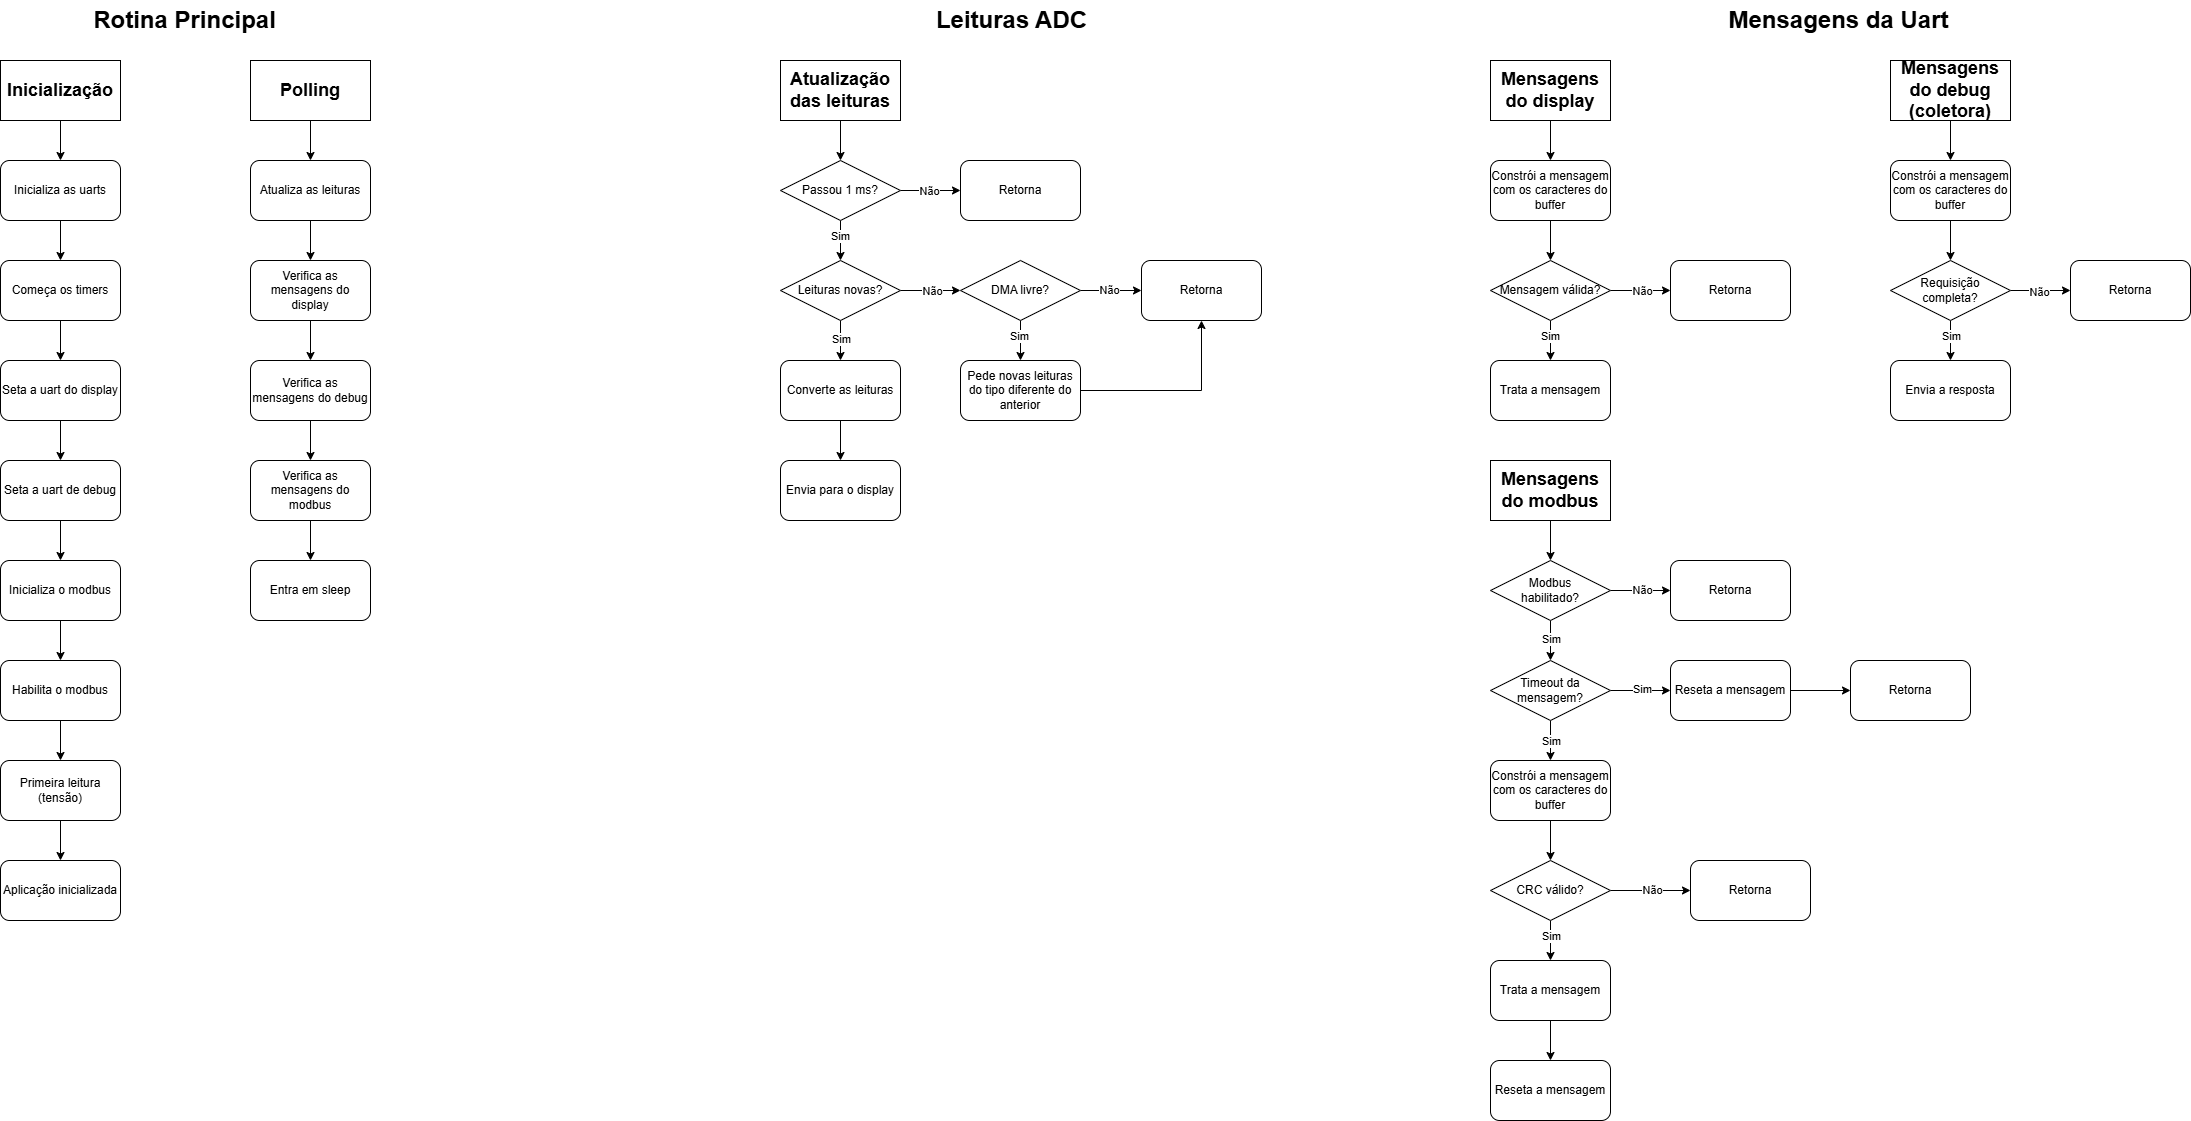 Rotina Principal
Inicialização
Inicializa as uarts
Começa os timers
Seta a uart do display
Seta a uart de debug
Inicializa o modbus
Habilita o modbus
Primeira leitura
(tensão)
Aplicação inicializada
Polling
Atualiza as leituras
Verifica as
mensagens do
display
Verifica as
mensagens do debug
Verifica as
mensagens do
modbus
Entra em sleep
Leituras ADC
Atualização
das leituras
Passou 1 ms?
Não
Retorna
Sim
Leituras novas?
Não
DMA livre?
Não
Retorna
Sim
Sim
Converte as leituras
Pede novas leituras
do tipo diferente do
anterior
Envia para o display
Mensagens da Uart
Mensagens
do display
Constrói a mensagem
com os caracteres do
buffer
Mensagem válida?
Não
Retorna
Sim
Trata a mensagem
Mensagens
do debug
(coletora)
Constrói a mensagem
com os caracteres do
buffer
Requisição
completa?
Não
Retorna
Sim
Envia a resposta
Mensagens
do modbus
Modbus
habilitado?
Não
Retorna
Sim
Timeout da
mensagem?
Sim
Reseta a mensagem
Retorna
Sim
Constrói a mensagem
com os caracteres do
buffer
CRC válido?
Não
Retorna
Sim
Trata a mensagem
Reseta a mensagem